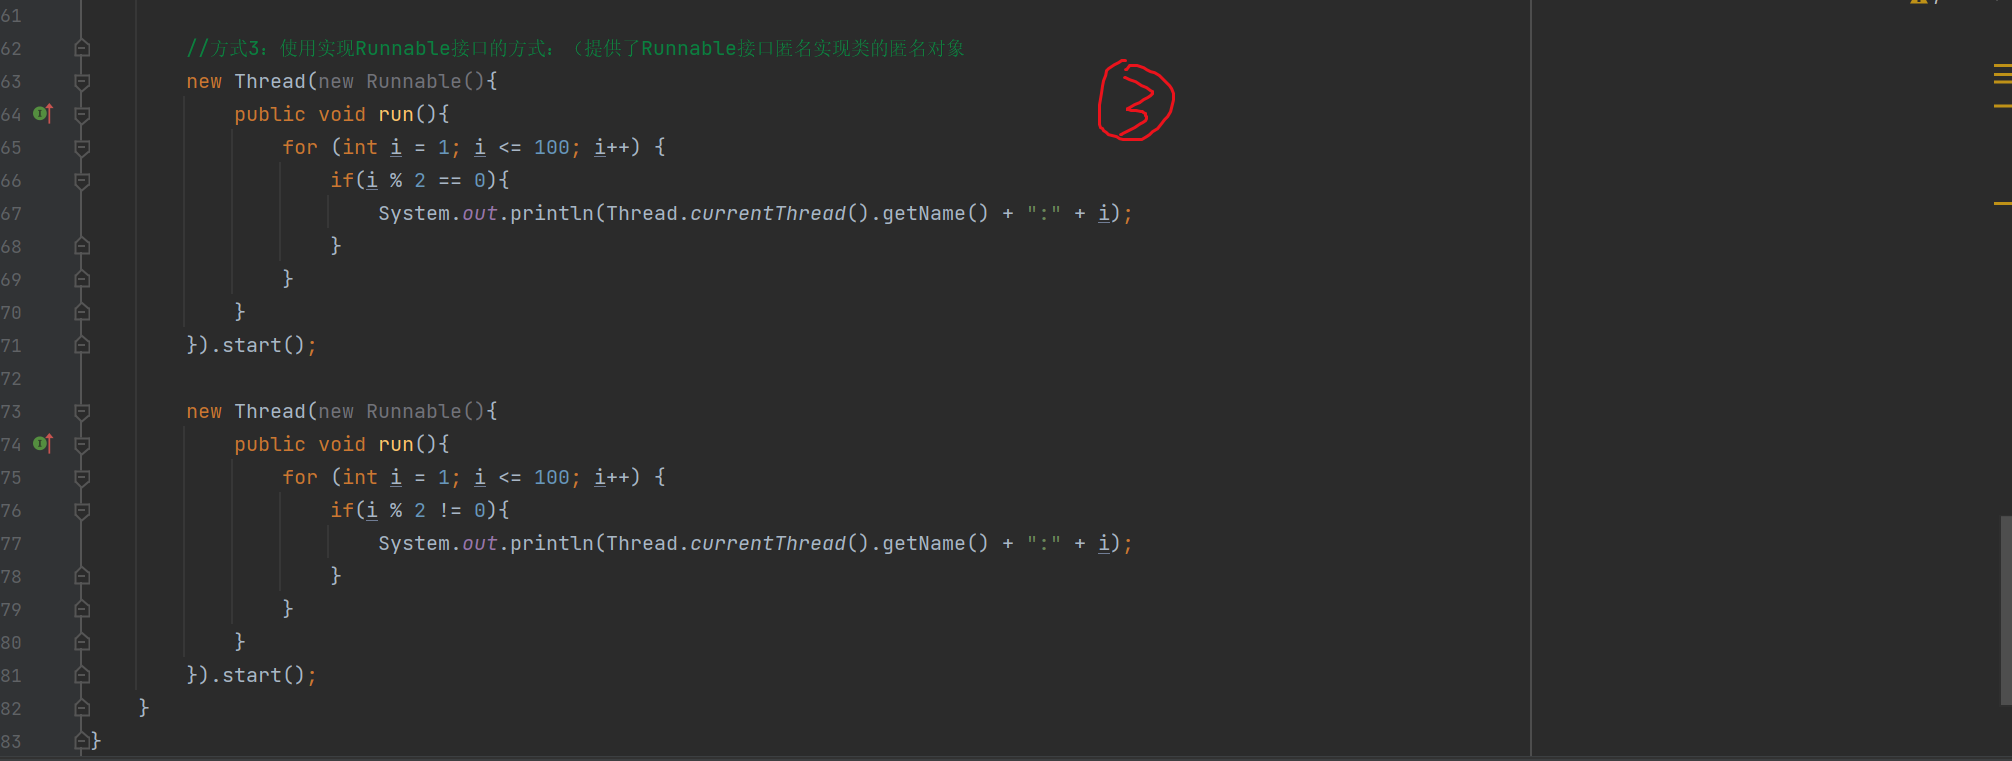 61
62 //方式3：使用实现Runnable接口的方式：（提供了Runnable接口匿名实现类的匿名对象
63 new Thread(new Runnable(){
64 public void run(){
65 for (int i = 1; i <= 100; i++) {
66 if(i % 2 == 0){
67 System.out.println(Thread.currentThread().getName() + ":" + i);
68 }
69 }
70 }
71 }).start();
72
73 new Thread(new Runnable(){
74 public void run(){
75 for (int i = 1; i <= 100; i++) {
76 if(i % 2 != 0){
77 System.out.println(Thread.currentThread().getName() + ":" + i);
78 }
79 }
80 }
81 }).start();
82 }
83 }
3